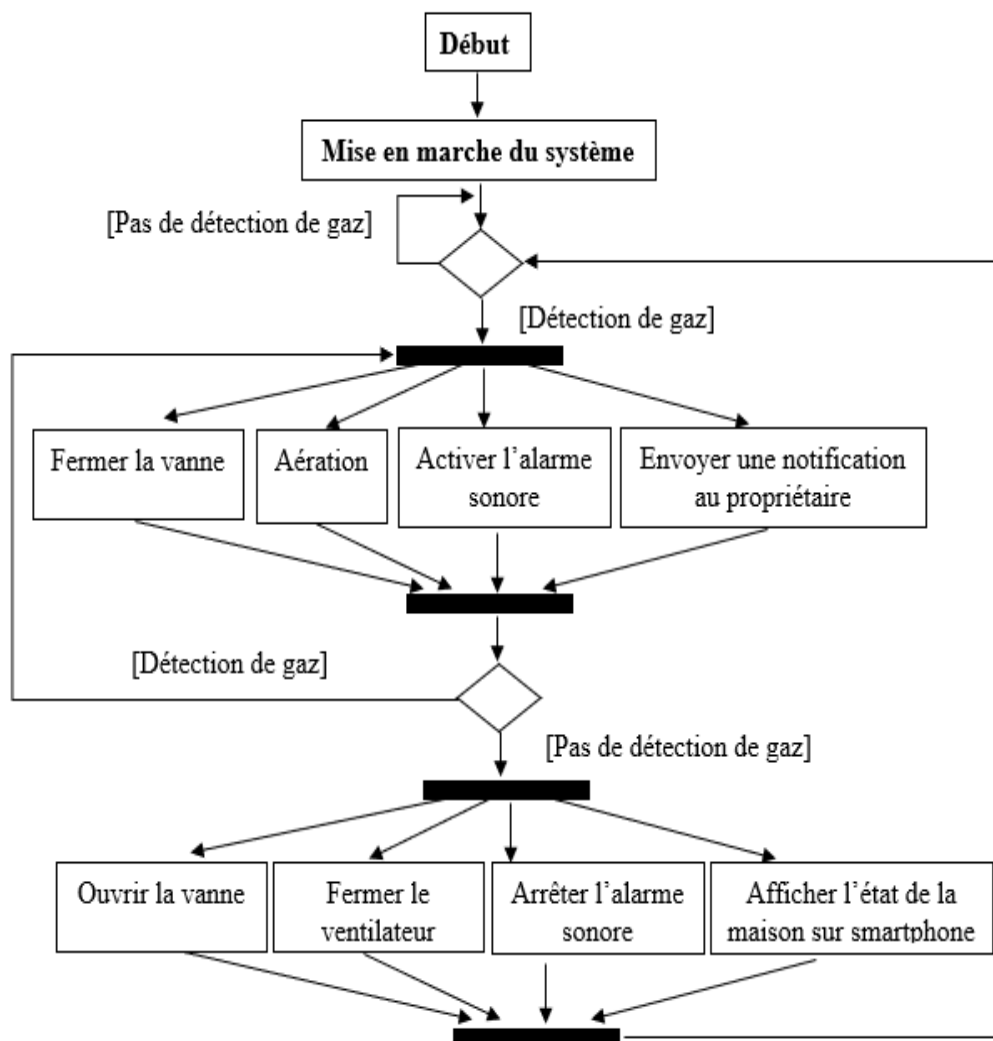 Début
Mise en marche du système
[Pas de détection de gaz]
[Détection de gaz]
Fermer la vanne
Aération
Activer l’alarme
sonore
Envoyer une notification
au propriétaire
[Détection de gaz]
[Pas de détection de gaz]
Ouvrir la vanne
Fermer le
ventilateur
Arrêter l’alarme
sonore
Afficher l’état de la
maison sur smartphone